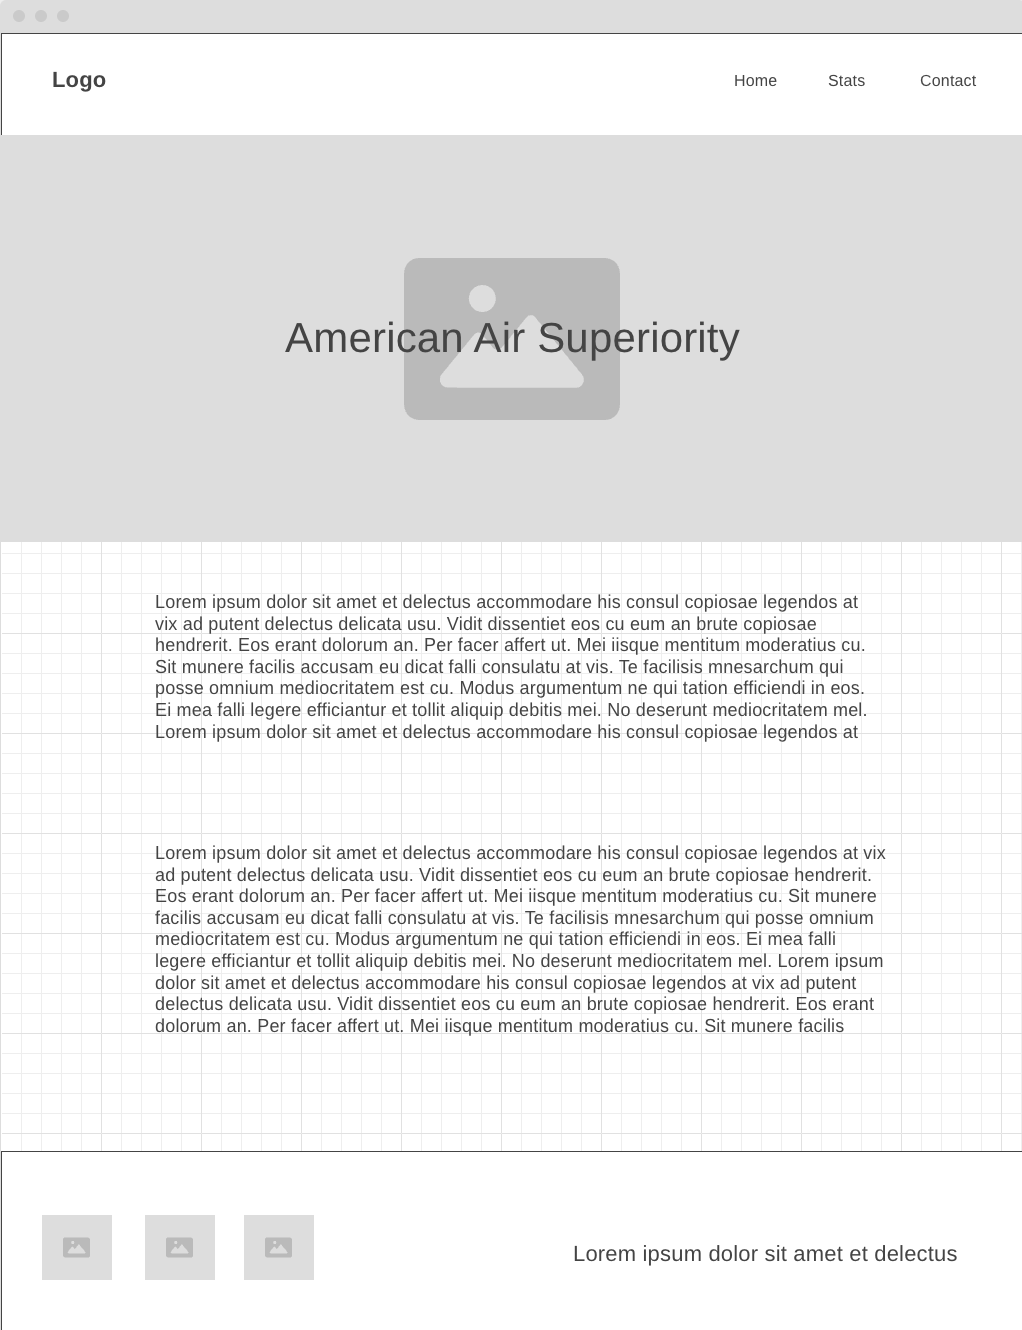 Logo
Home Stats Contact
American Air Superiority
Lorem ipsum dolor sit amet et delectus accommodare his consul copiosae legendos at
vix ad putent delectus delicata usu. Vidit dissentiet eos cu eum an brute copiosae
hendrerit. Eos erant dolorum an. Per facer affert ut. Mei iisque mentitum moderatius cu.
Sit munere facilis accusam eu dicat falli consulatu at vis. Te facilisis mnesarchum qui
posse omnium mediocritatem est cu. Modus argumentum ne qui tation efficiendi in eos.
Ei mea falli legere efficiantur et tollit aliquip debitis mei. No deserunt mediocritatem mel.
Lorem ipsum dolor sit amet et delectus accommodare his consul copiosae legendos at
Lorem ipsum dolor sit amet et delectus accommodare his consul copiosae legendos at vix
ad putent delectus delicata usu. Vidit dissentiet eos cu eum an brute copiosae hendrerit.
Eos erant dolorum an. Per facer affert ut. Mei iisque mentitum moderatius cu. Sit munere
facilis accusam eu dicat falli consulatu at vis. Te facilisis mnesarchum qui posse omnium
mediocritatem est cu. Modus argumentum ne qui tation efficiendi in eos. Ei mea falli
legere efficiantur et tollit aliquip debitis mei. No deserunt mediocritatem mel. Lorem ipsum
dolor sit amet et delectus accommodare his consul copiosae legendos at vix ad putent
delectus delicata usu. Vidit dissentiet eos cu eum an brute copiosae hendrerit. Eos erant
dolorum an. Per facer affert ut. Mei iisque mentitum moderatius cu. Sit munere facilis
Lorem ipsum dolor sit amet et delectus